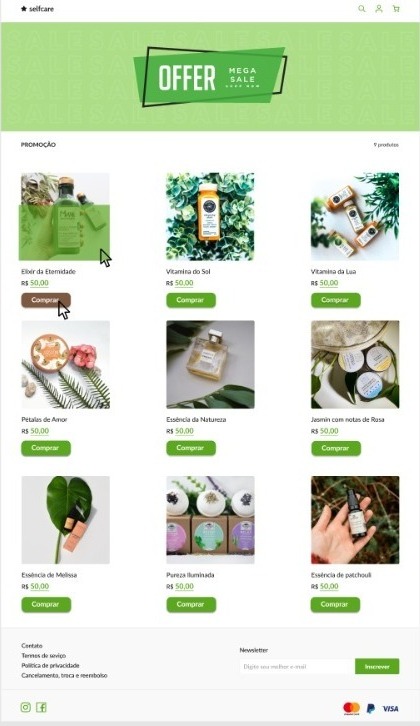 selfcare
OFFER
MEGA
SALE
SHOP NOW
PROMOÇÃO
9 produtos
Elixir da Eternidade
R$ 50,00
Comprar
Vitamina do Sol
R$ 50,00
Comprar
Vitamina da Lua
R$ 50,00
Comprar
Pétalas de Amor
R$ 50,00
Comprar
Essência da Natureza
R$ 50,00
Comprar
Jasmin com notas de Rosa
R$ 50,00
Comprar
Essência de Melissa
R$ 50,00
Comprar
Pureza Iluminada
R$ 50,00
Comprar
Essência de patchouli
R$ 50,00
Comprar
Contato
Termos de seviço
Política de privacidade
Cancelamento, troca e reembolso
Newsletter
Digite seu melhor e-mail
Inscrever
VISA